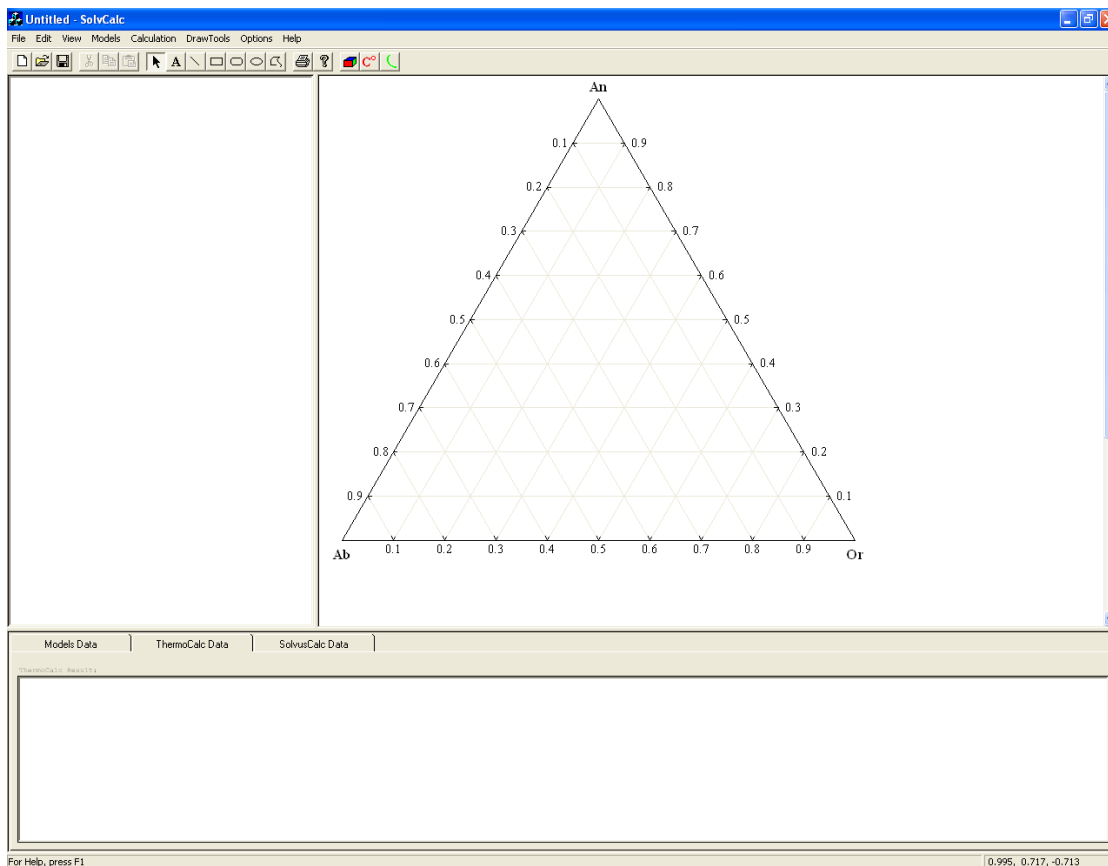 Untitled - SolvCalc
File Edit View Models Calculation DrawTools Options Help
A ? C°
An
0.1 0.9
0.2 0.8
0.3 0.7
0.4 0.6
0.5 0.5
0.6 0.4
0.7 0.3
0.8 0.2
0.9 0.1
0.1 0.2 0.3 0.4 0.5 0.6 0.7 0.8 0.9
Ab Or
Models Data ThermoCalc Data SolvusCalc Data
ThermoCalc Result:
For Help, press F1 0.995, 0.717, -0.713